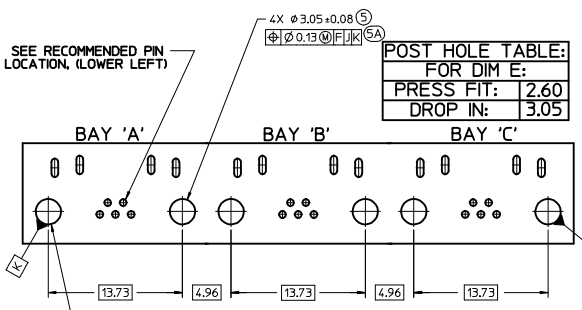 4X ⌀3.05±0.08 5
⌖ ⌀0.13 Ⓜ F J K 5A
SEE RECOMMENDED PIN
LOCATION, (LOWER LEFT)
POST HOLE TABLE:
FOR DIM E:
PRESS FIT: 2.60
DROP IN: 3.05
BAY 'A' BAY 'B' BAY 'C'
K
13.73 4.96 13.73 4.96 13.73